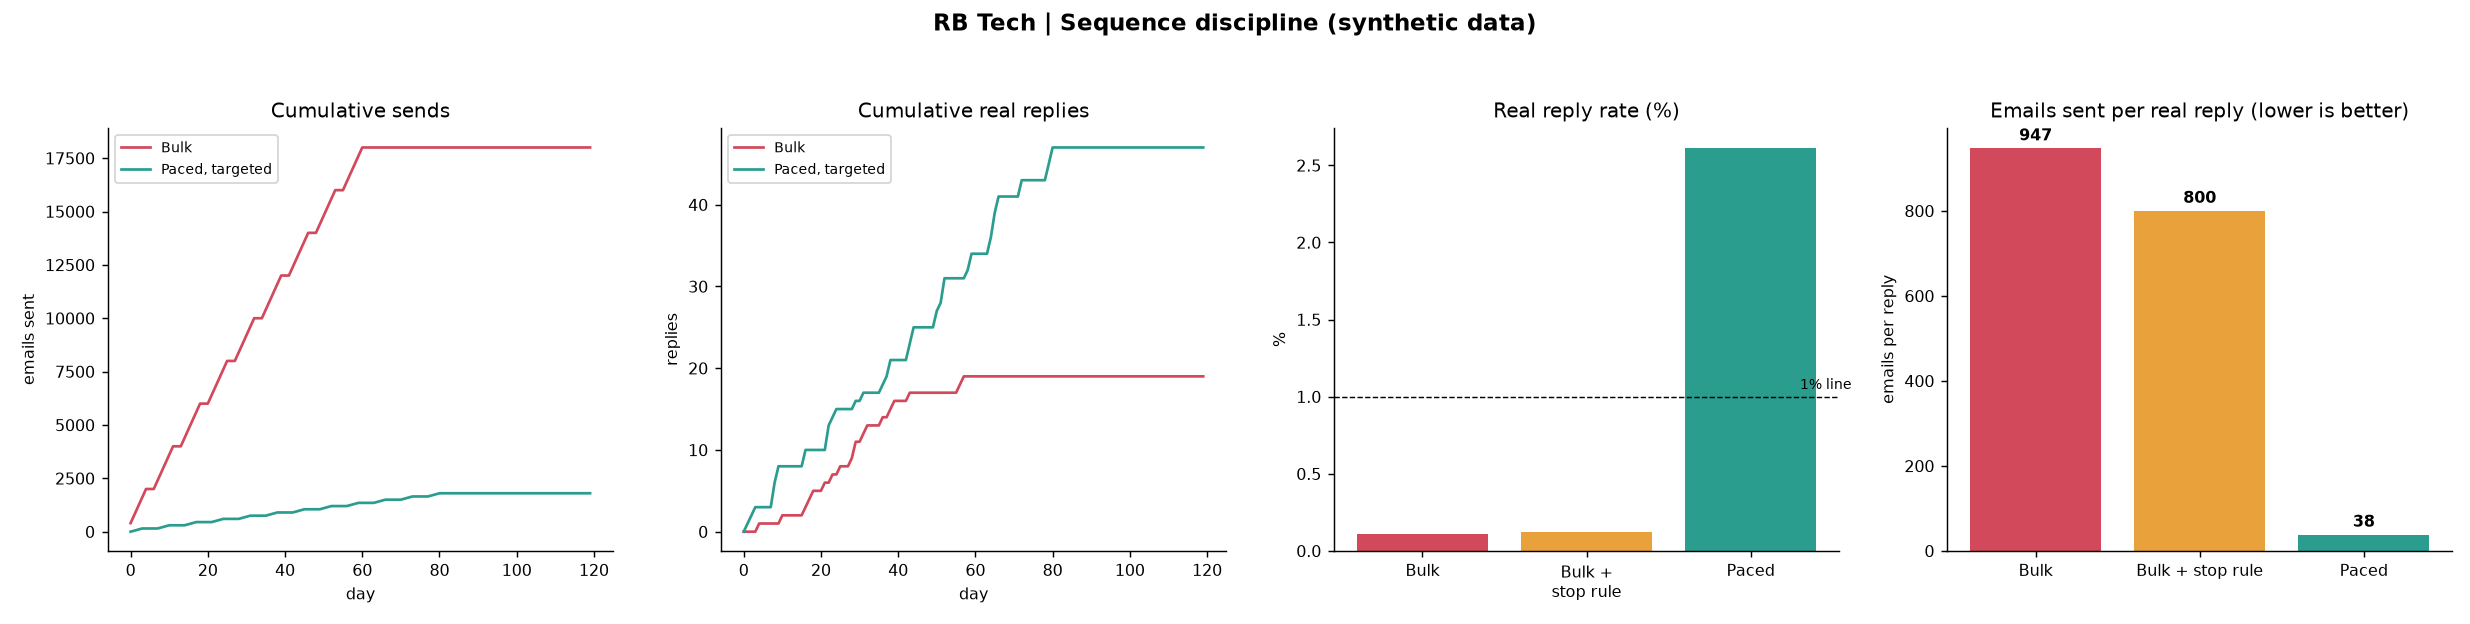 RB Tech | Sequence discipline (synthetic data)
Cumulative sends
Bulk
Paced, targeted
emails sent
17500
15000
12500
10000
7500
5000
2500
0
0 20 40 60 80 100 120
day
Cumulative real replies
Bulk
Paced, targeted
replies
40
30
20
10
0
0 20 40 60 80 100 120
day
Real reply rate (%)
%
2.5
2.0
1.5
1.0
0.5
0.0
1% line
Bulk
Bulk +
stop rule
Paced
Emails sent per real reply (lower is better)
emails per reply
800
600
400
200
0
947
800
38
Bulk
Bulk + stop rule
Paced